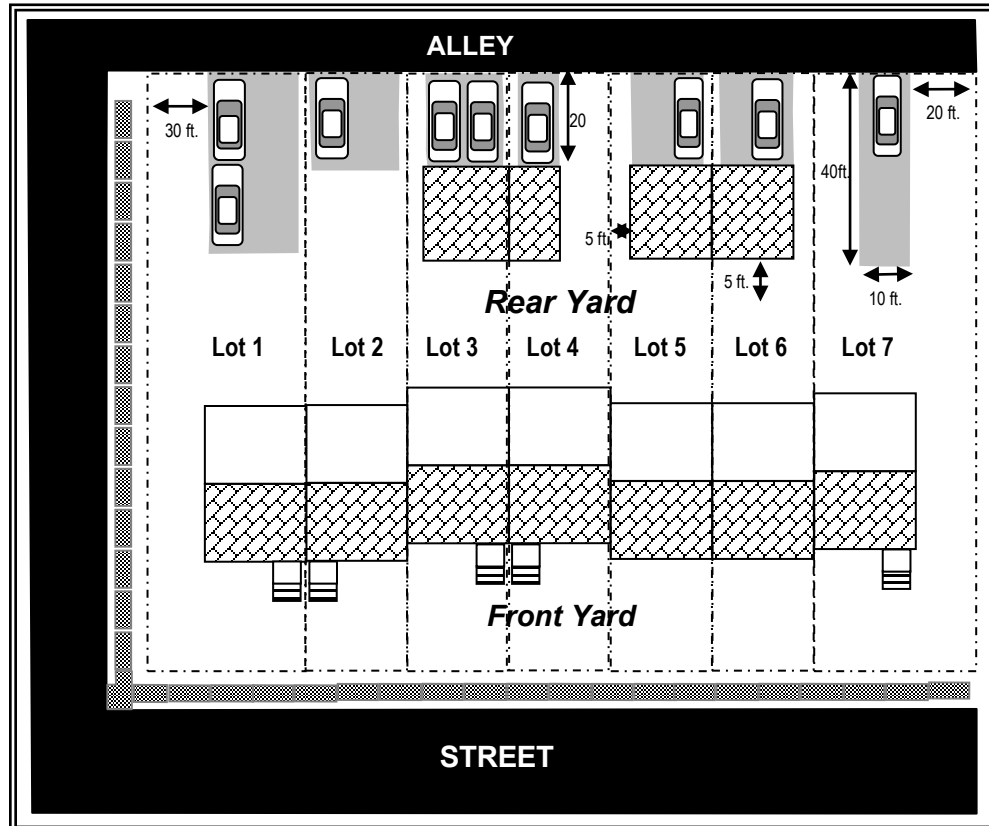 ALLEY
30 ft.
20
20 ft.
40ft.
5 ft.
5 ft.
10 ft.
Rear Yard
Lot 1 Lot 2 Lot 3 Lot 4 Lot 5 Lot 6 Lot 7
Front Yard
STREET